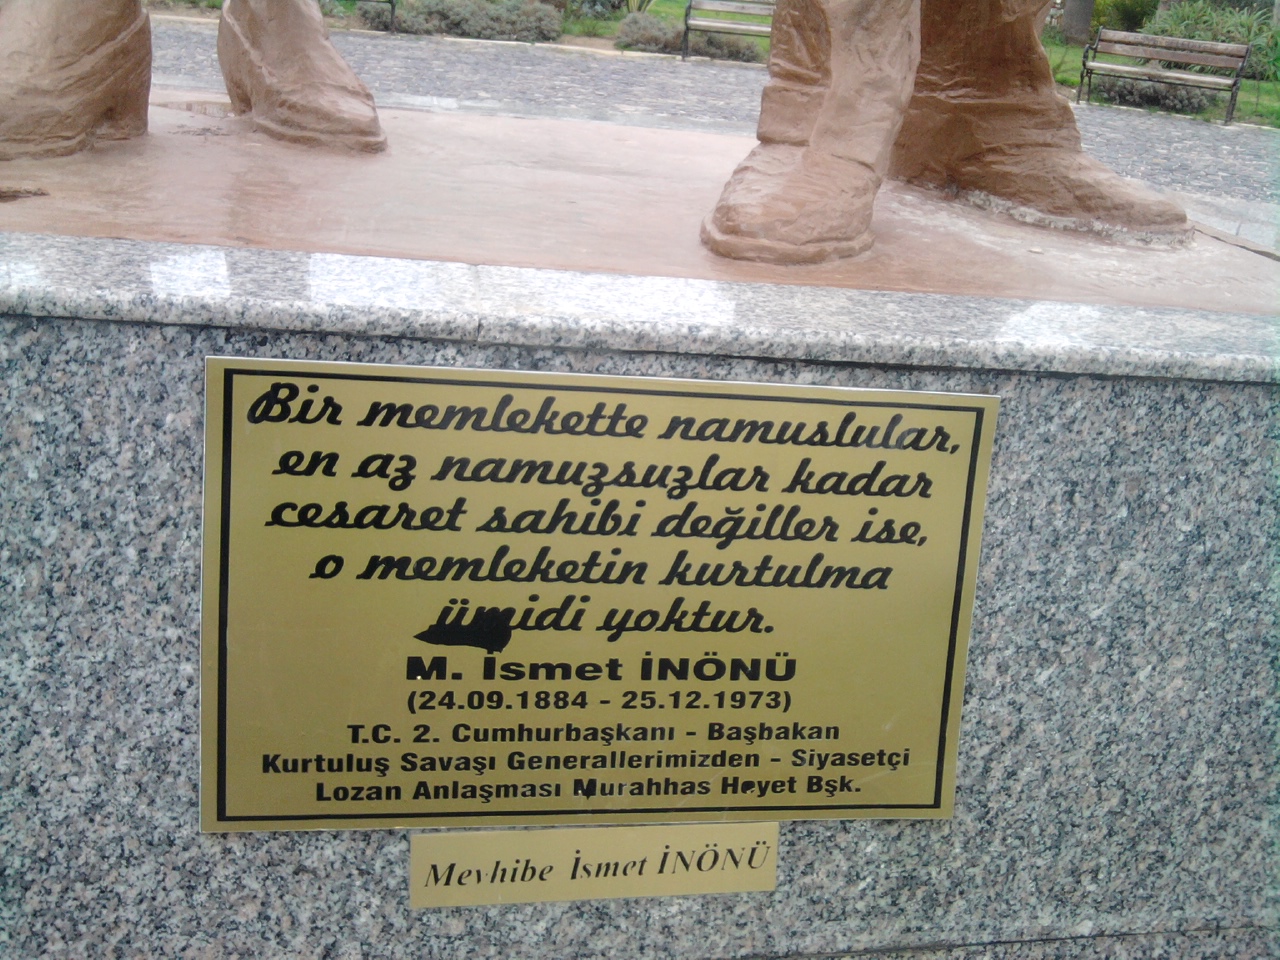 Bir memlekette namuslular,
en az namuzsuzlar kadar
cesaret sahibi değiller ise,
o memleketin kurtulma
ümidi yoktur.
M. İsmet İNÖNÜ
(24.09.1884 - 25.12.1973)
T.C. 2. Cumhurbaşkanı - Başbakan
Kurtuluş Savaşı Generallerimizden - Siyasetçi
Lozan Anlaşması Murahhas Heyet Bşk.
Mevhibe İsmet İNÖNÜ